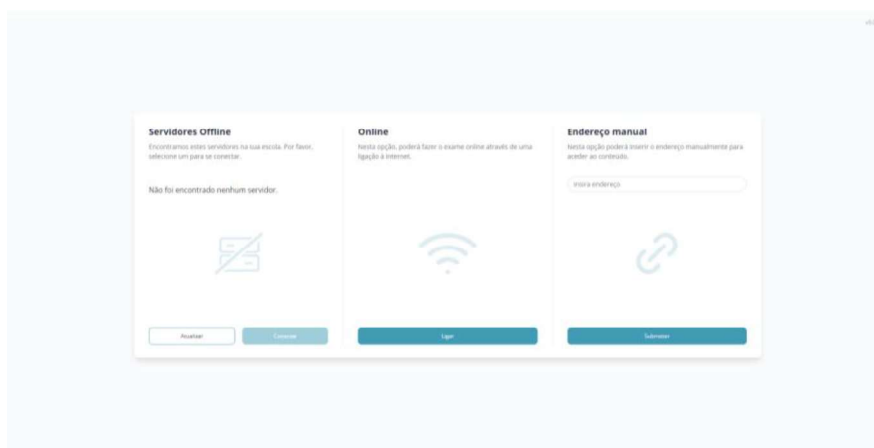 Servidores Offline
Encontramos estes servidores na sua escola. Por favor,
selecione um para se conectar.
Não foi encontrado nenhum servidor.
Atualizar
Conectar
Online
Nesta opção, poderá fazer o exame online através de uma
ligação à internet.
Ligar
Endereço manual
Nesta opção poderá inserir o endereço manualmente para
aceder ao conteúdo.
Insira endereço
Submeter